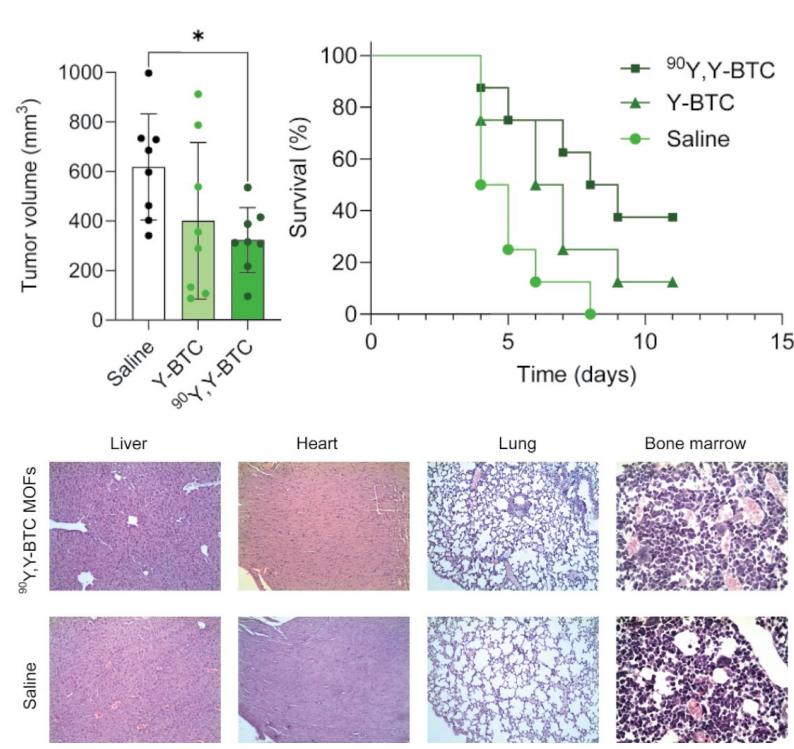 *
Tumor volume (mm³)
1000
800
600
400
200
0
Saline
Y-BTC
⁹⁰Y,Y-BTC
Survival (%)
100
80
60
40
20
0
0 5 10 15
Time (days)
⁹⁰Y,Y-BTC
Y-BTC
Saline
Liver Heart Lung Bone marrow
⁹⁰Y,Y-BTC MOFs
Saline